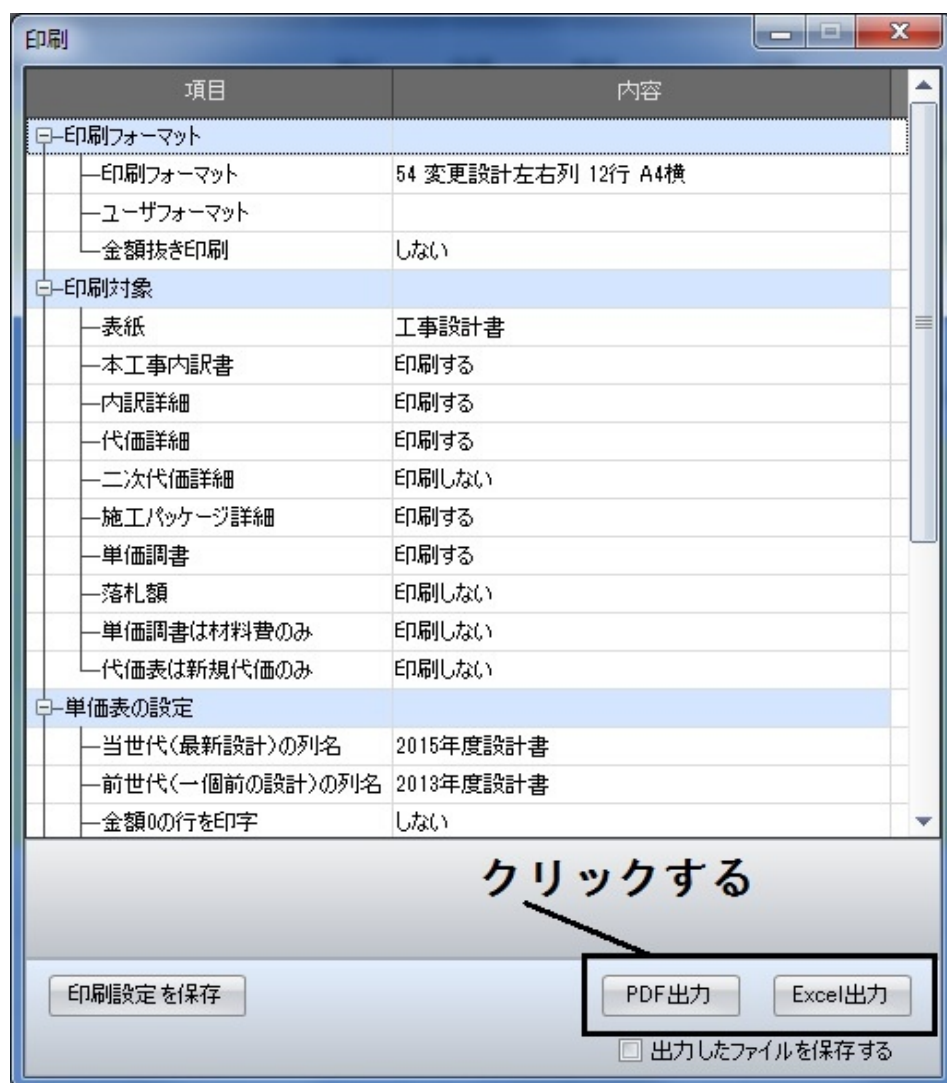 印刷
項目 内容
印刷フォーマット
印刷フォーマット 54 変更設計左右列 12行 A4横
ユーザフォーマット
金額抜き印刷 しない
印刷対象
表紙 工事設計書
本工事内訳書 印刷する
内訳詳細 印刷する
代価詳細 印刷する
二次代価詳細 印刷しない
施工パッケージ詳細 印刷する
単価調書 印刷する
落札額 印刷しない
単価調書は材料費のみ 印刷しない
代価表は新規代価のみ 印刷しない
単価表の設定
当世代(最新設計)の列名 2015年度設計書
前世代(一個前の設計)の列名 2013年度設計書
金額0の行を印字 しない
クリックする
印刷設定を保存 PDF出力 Excel出力
出力したファイルを保存する